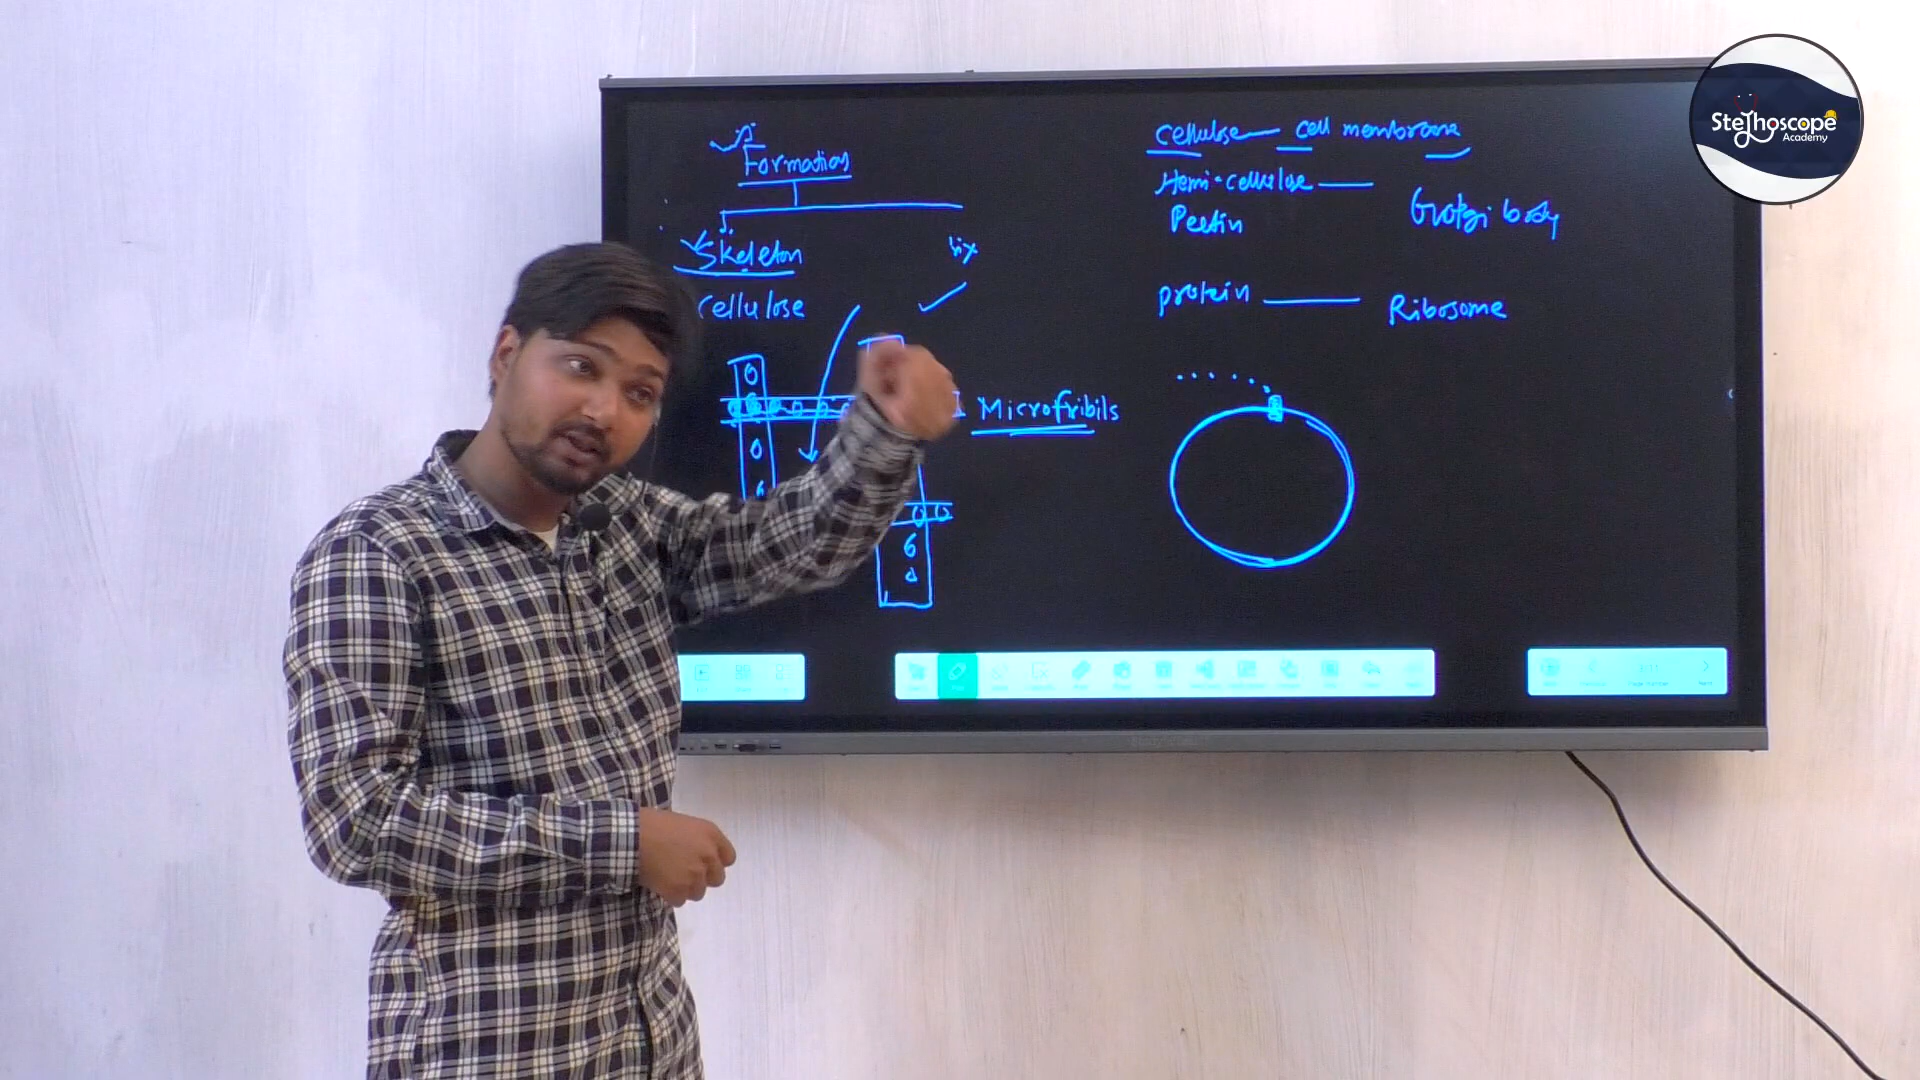 Formation
Skeleton
Cellulose
Microfribils
Cellulose — Cell membrane
Hemi-cellulose —
Pectin
Golgi body
protein — Ribosome
Stethoscope
Academy